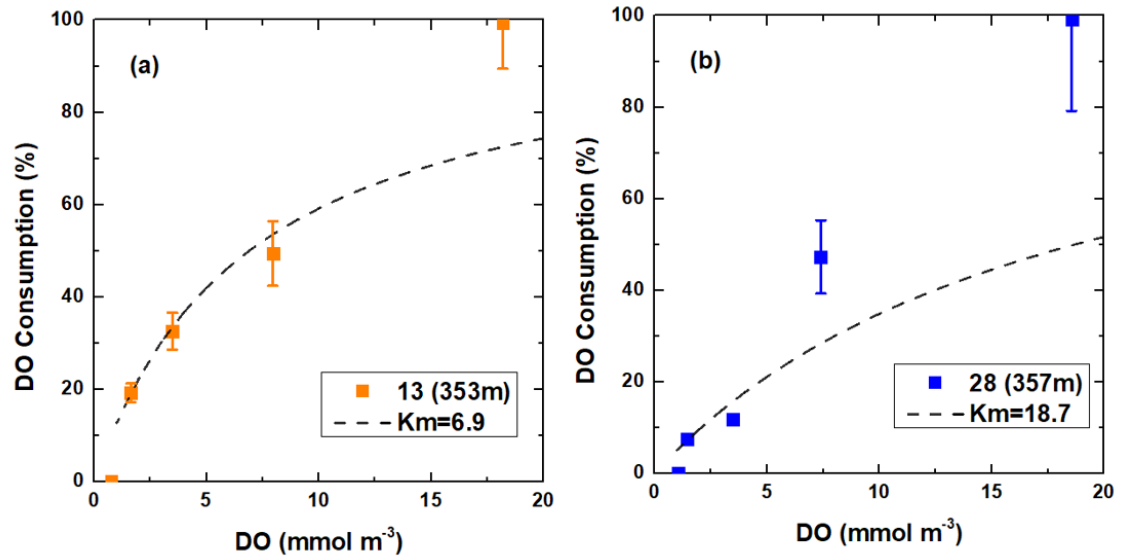 (a)
DO Consumption (%)
100
80
60
40
20
0
0 5 10 15 20
DO (mmol m⁻³)
13 (353m)
Km=6.9
(b)
DO Consumption (%)
100
80
60
40
20
0
0 5 10 15 20
DO (mmol m⁻³)
28 (357m)
Km=18.7